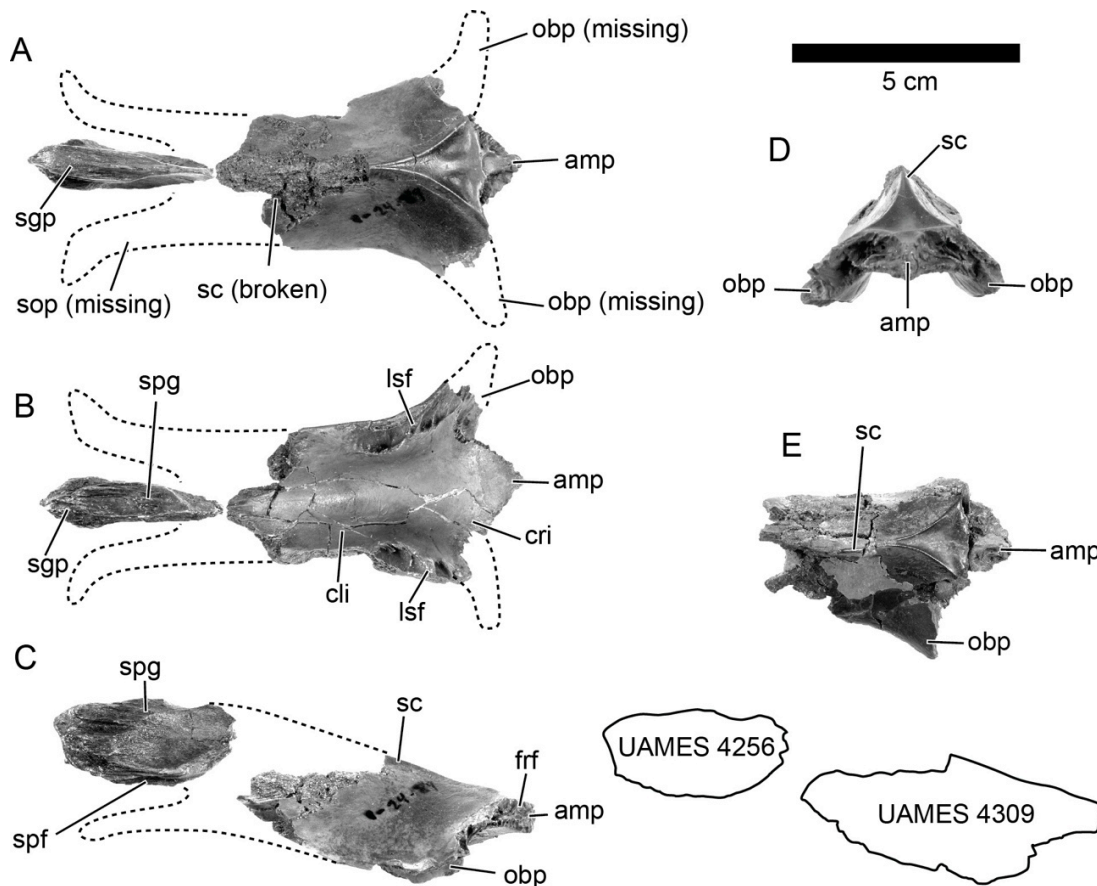 A
obp (missing)
5 cm
amp
sgp
sop (missing)
sc (broken)
obp (missing)
D
sc
obp
obp
amp
B
spg
lsf
obp
amp
cri
sgp
cli
lsf
E
sc
amp
obp
C
spg
sc
frf
amp
spf
obp
UAMES 4256
UAMES 4309